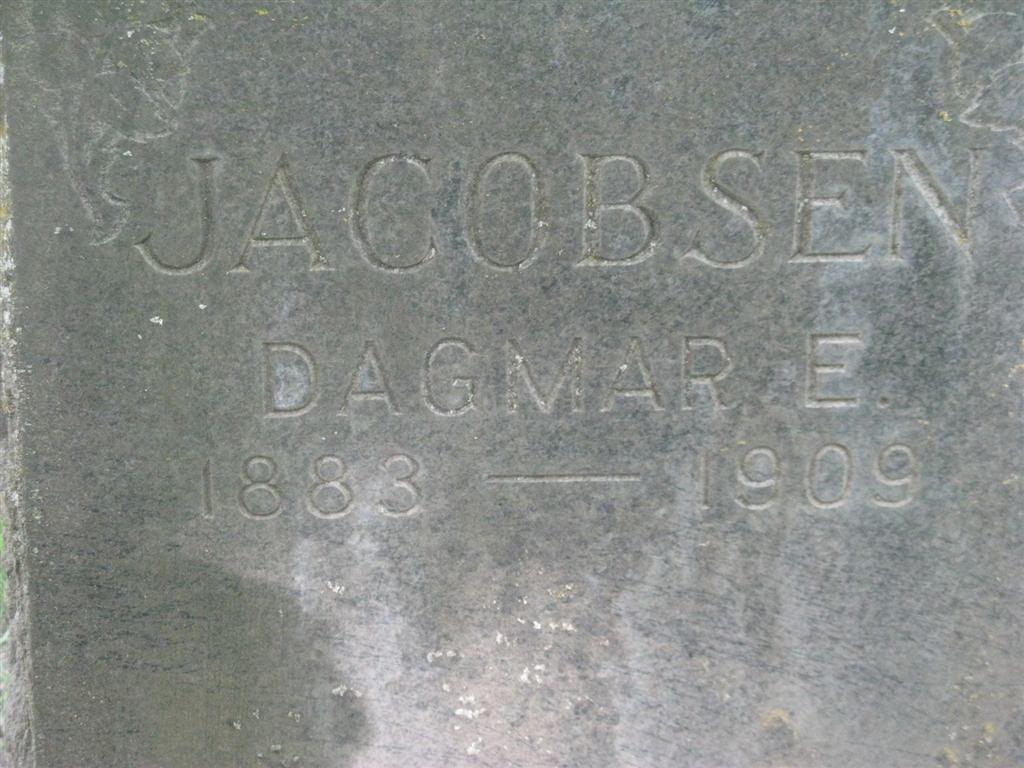 JACOBSEN
DAGMAR E.
1883 — 1909